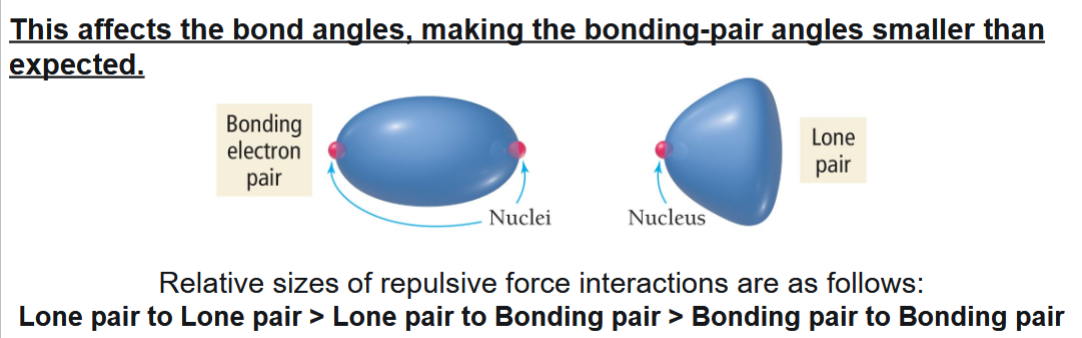 This affects the bond angles, making the bonding-pair angles smaller than
expected.
Bonding
electron
pair
Lone
pair
Nuclei
Nucleus
Relative sizes of repulsive force interactions are as follows:
Lone pair to Lone pair > Lone pair to Bonding pair > Bonding pair to Bonding pair